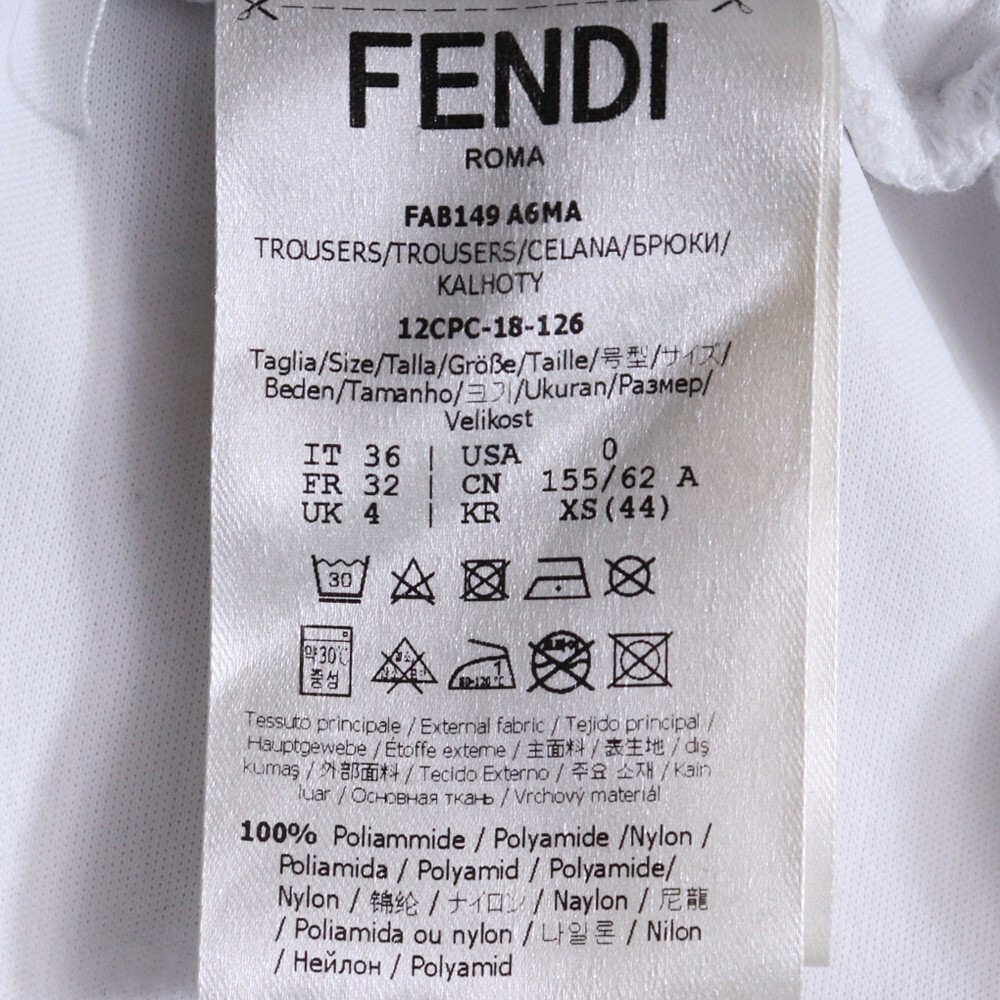 FENDI
ROMA
FAB149 A6MA
TROUSERS/TROUSERS/CELANA/БРЮКИ/
KALHOTY
12CPC-18-126
Taglia/Size/Talla/Größe/Taille/号型/サイズ/
Beden/Tamanho/크기/Ukuran/Размер/
Velikost
IT 36 | USA 0
FR 32 | CN 155/62 A
UK 4 | KR XS(44)
30
약30℃ 1 80-120℃
중성
Tessuto principale / External fabric / Tejido principal /
Hauptgewebe / Etoffe externe / 主面料 / 表生地 / dış
kumaş / 外部面料 / Tecido Externo / 주요 소재 / Kain
luar / Основная ткань / Vrchový materiál
100% Poliammide / Polyamide /Nylon /
Poliamida / Polyamid / Polyamide/
Nylon / 锦纶 / ナイロン / Naylon / 尼龍
/ Poliamida ou nylon / 나일론 / Nilon
/ Нейлон / Polyamid